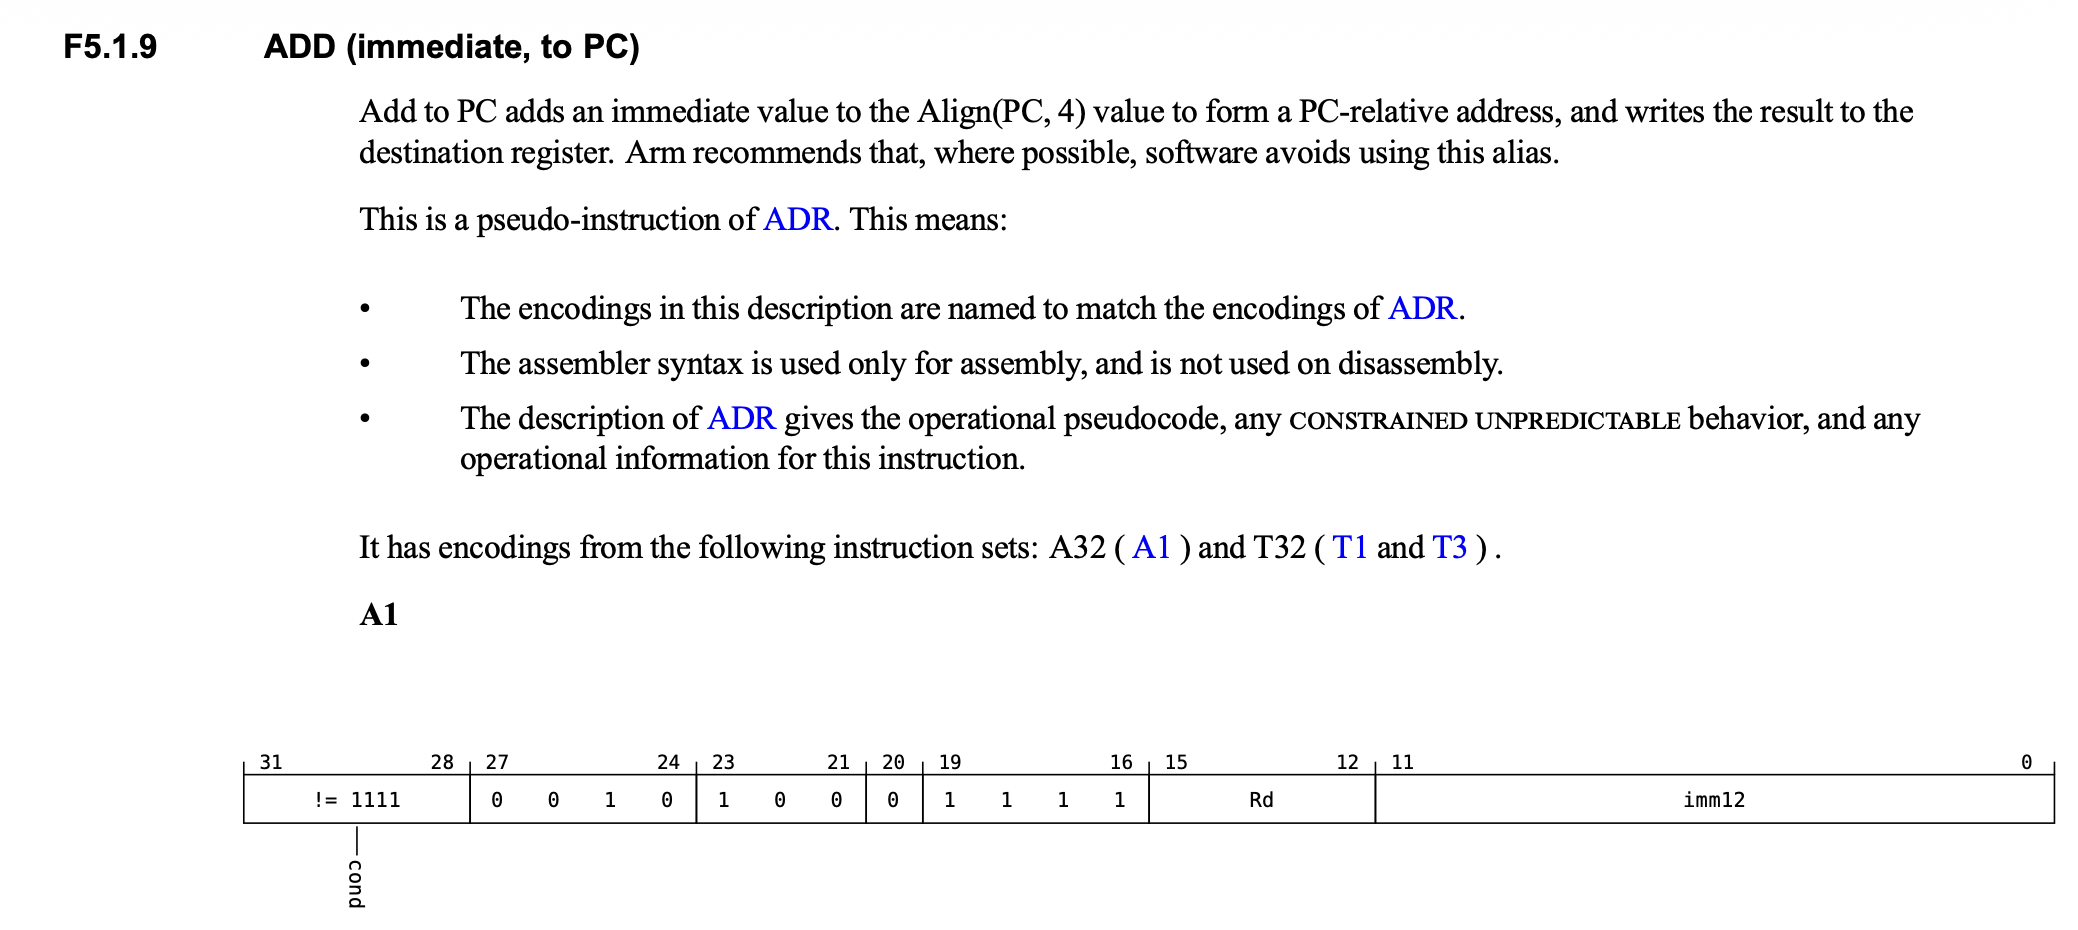 F5.1.9 ADD (immediate, to PC)
Add to PC adds an immediate value to the Align(PC, 4) value to form a PC-relative address, and writes the result to the
destination register. Arm recommends that, where possible, software avoids using this alias.
This is a pseudo-instruction of ADR. This means:
• The encodings in this description are named to match the encodings of ADR.
• The assembler syntax is used only for assembly, and is not used on disassembly.
• The description of ADR gives the operational pseudocode, any CONSTRAINED UNPREDICTABLE behavior, and any
operational information for this instruction.
It has encodings from the following instruction sets: A32 ( A1 ) and T32 ( T1 and T3 ) .
A1
31 28 27 24 23 21 20 19 16 15 12 11 0
!= 1111 0 0 1 0 1 0 0 0 1 1 1 1 Rd imm12
cond